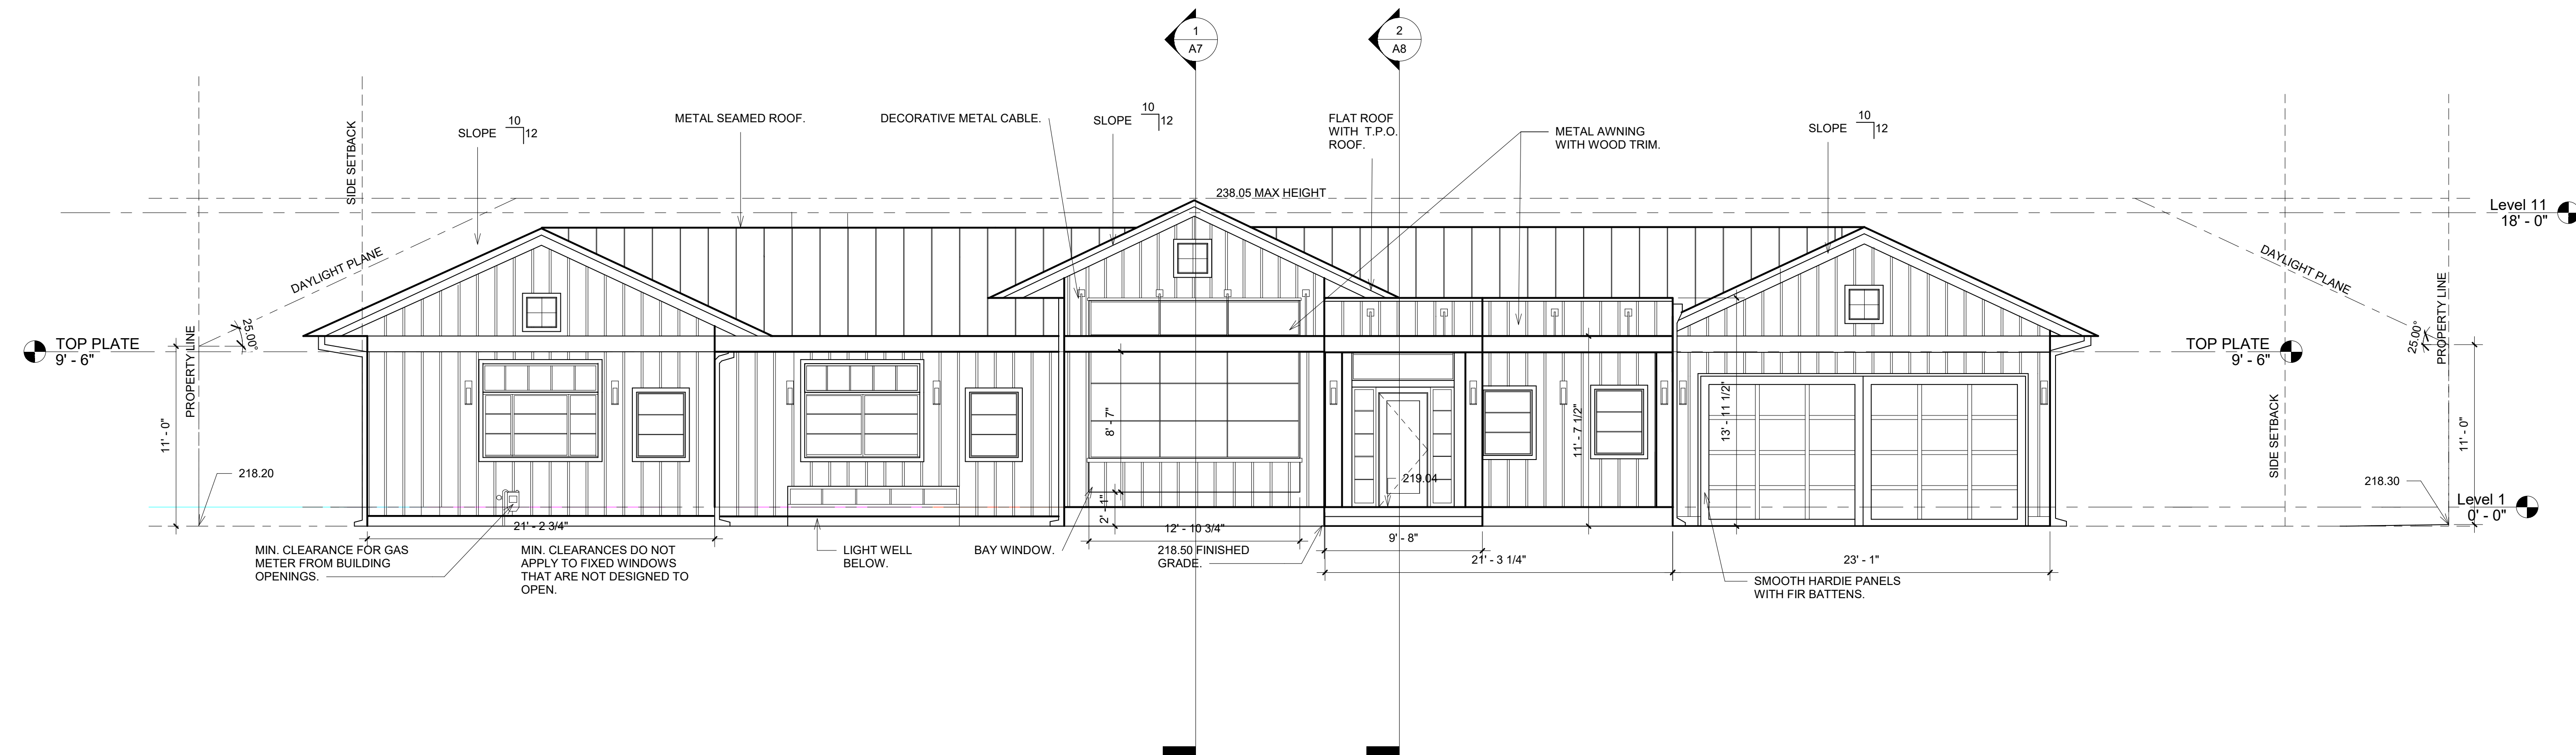 1
A7
2
A8
10
12
SLOPE
METAL SEAMED ROOF.
DECORATIVE METAL CABLE.
10
12
SLOPE
FLAT ROOF
WITH T.P.O.
ROOF.
METAL AWNING
WITH WOOD TRIM.
10
12
SLOPE
SIDE SETBACK
238.05 MAX HEIGHT
Level 11
18' - 0"
DAYLIGHT PLANE
DAYLIGHT PLANE
PROPERTY LINE
25.00°
25.00°
PROPERTY LINE
TOP PLATE
9' - 6"
TOP PLATE
9' - 6"
11' - 0"
8' - 7"
11' - 7 1/2"
13' - 11 1/2"
SIDE SETBACK
11' - 0"
218.20
219.04
218.30
Level 1
0' - 0"
2' - 1"
21' - 2 3/4"
12' - 10 3/4"
9' - 8"
21' - 3 1/4"
23' - 1"
MIN. CLEARANCE FOR GAS
METER FROM BUILDING
OPENINGS.
MIN. CLEARANCES DO NOT
APPLY TO FIXED WINDOWS
THAT ARE NOT DESIGNED TO
OPEN.
LIGHT WELL
BELOW.
BAY WINDOW.
218.50 FINISHED
GRADE.
SMOOTH HARDIE PANELS
WITH FIR BATTENS.